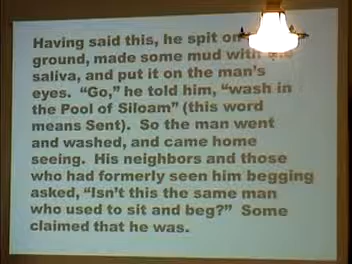 Having said this, he spit on
ground, made some mud with
saliva, and put it on the man's
eyes. “Go,” he told him, “wash in
the Pool of Siloam” (this word
means Sent). So the man went
and washed, and came home
seeing. His neighbors and those
who had formerly seen him begging
asked, “Isn't this the same man
who used to sit and beg?” Some
claimed that he was.